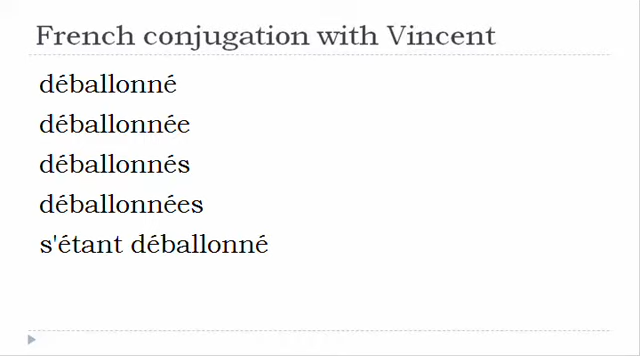 French conjugation with Vincent
déballonné
déballonnée
déballonnés
déballonnées
s'étant déballonné